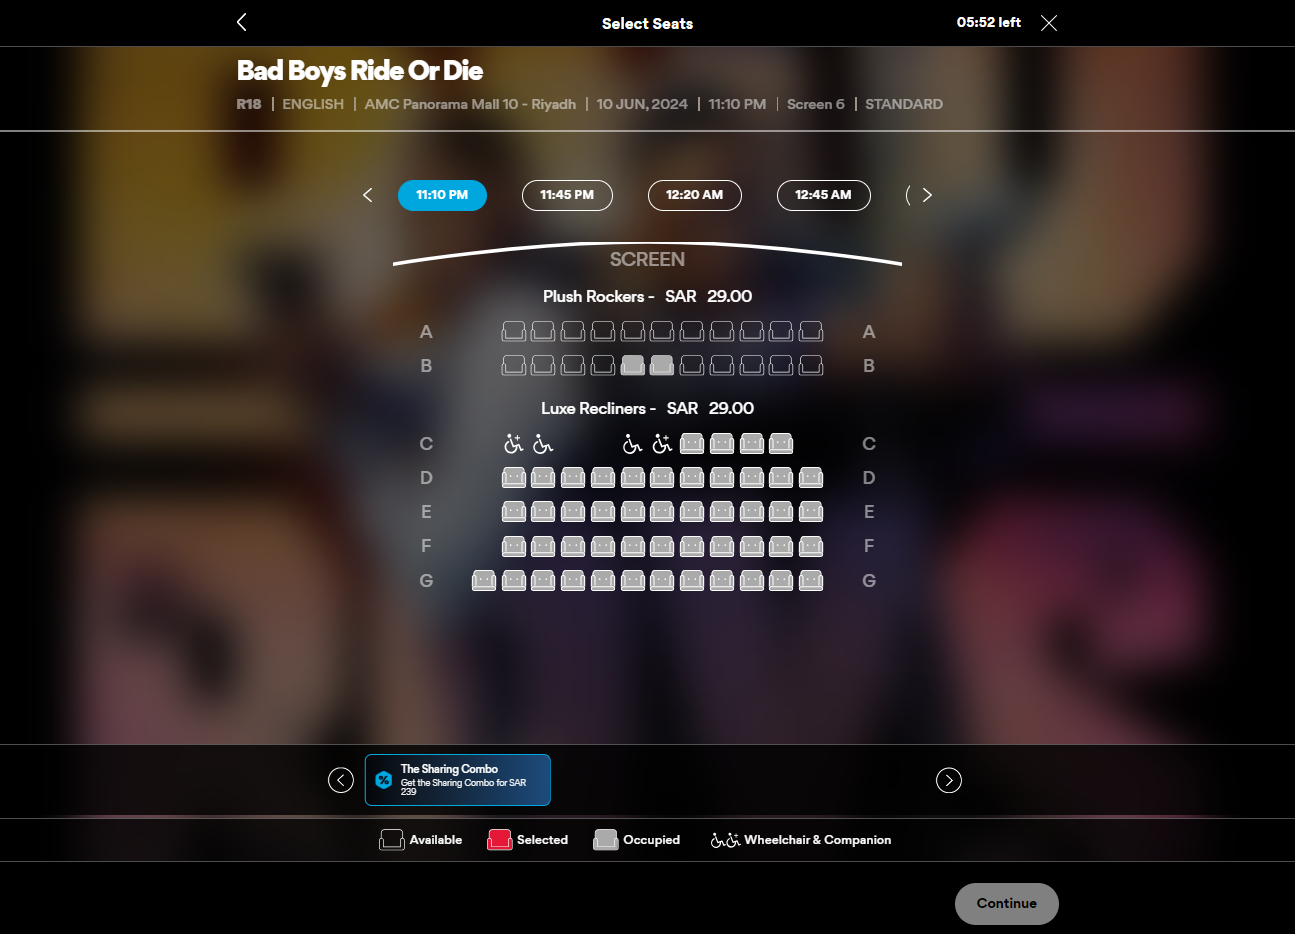 Select Seats
05:52 left
Bad Boys Ride Or Die
R18 | ENGLISH | AMC Panorama Mall 10 - Riyadh | 10 JUN, 2024 | 11:10 PM | Screen 6 | STANDARD
11:10 PM 11:45 PM 12:20 AM 12:45 AM
SCREEN
Plush Rockers - SAR 29.00
A A
B B
Luxe Recliners - SAR 29.00
C C
D D
E E
F F
G G
The Sharing Combo
Get the Sharing Combo for SAR
239
Available Selected Occupied Wheelchair & Companion
Continue